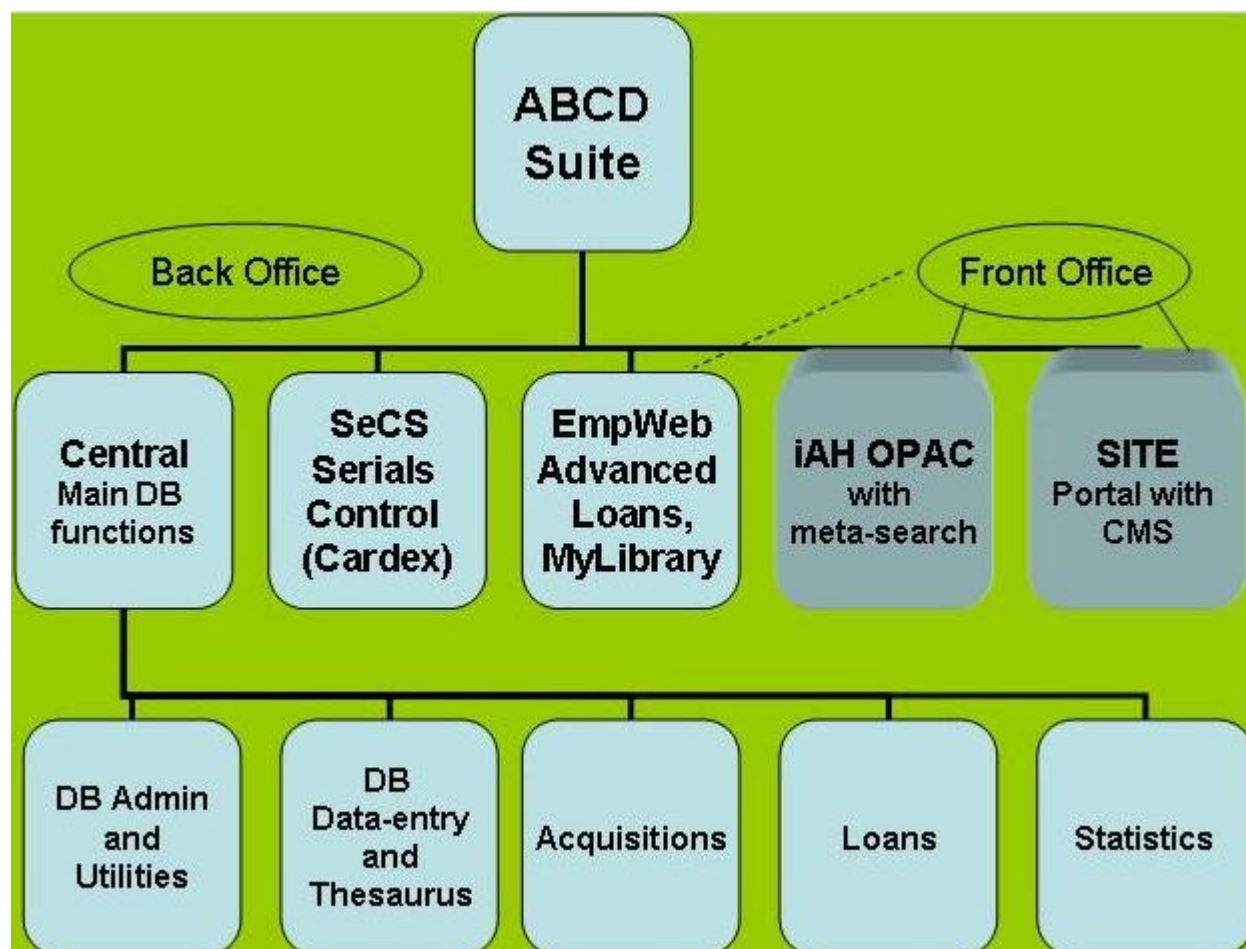 ABCD
Suite
Back Office
Front Office
Central
Main DB
functions
SeCS
Serials
Control
(Cardex)
EmpWeb
Advanced
Loans,
MyLibrary
iAH OPAC
with
meta-search
SITE
Portal with
CMS
DB Admin
and
Utilities
DB
Data-entry
and
Thesaurus
Acquisitions
Loans
Statistics